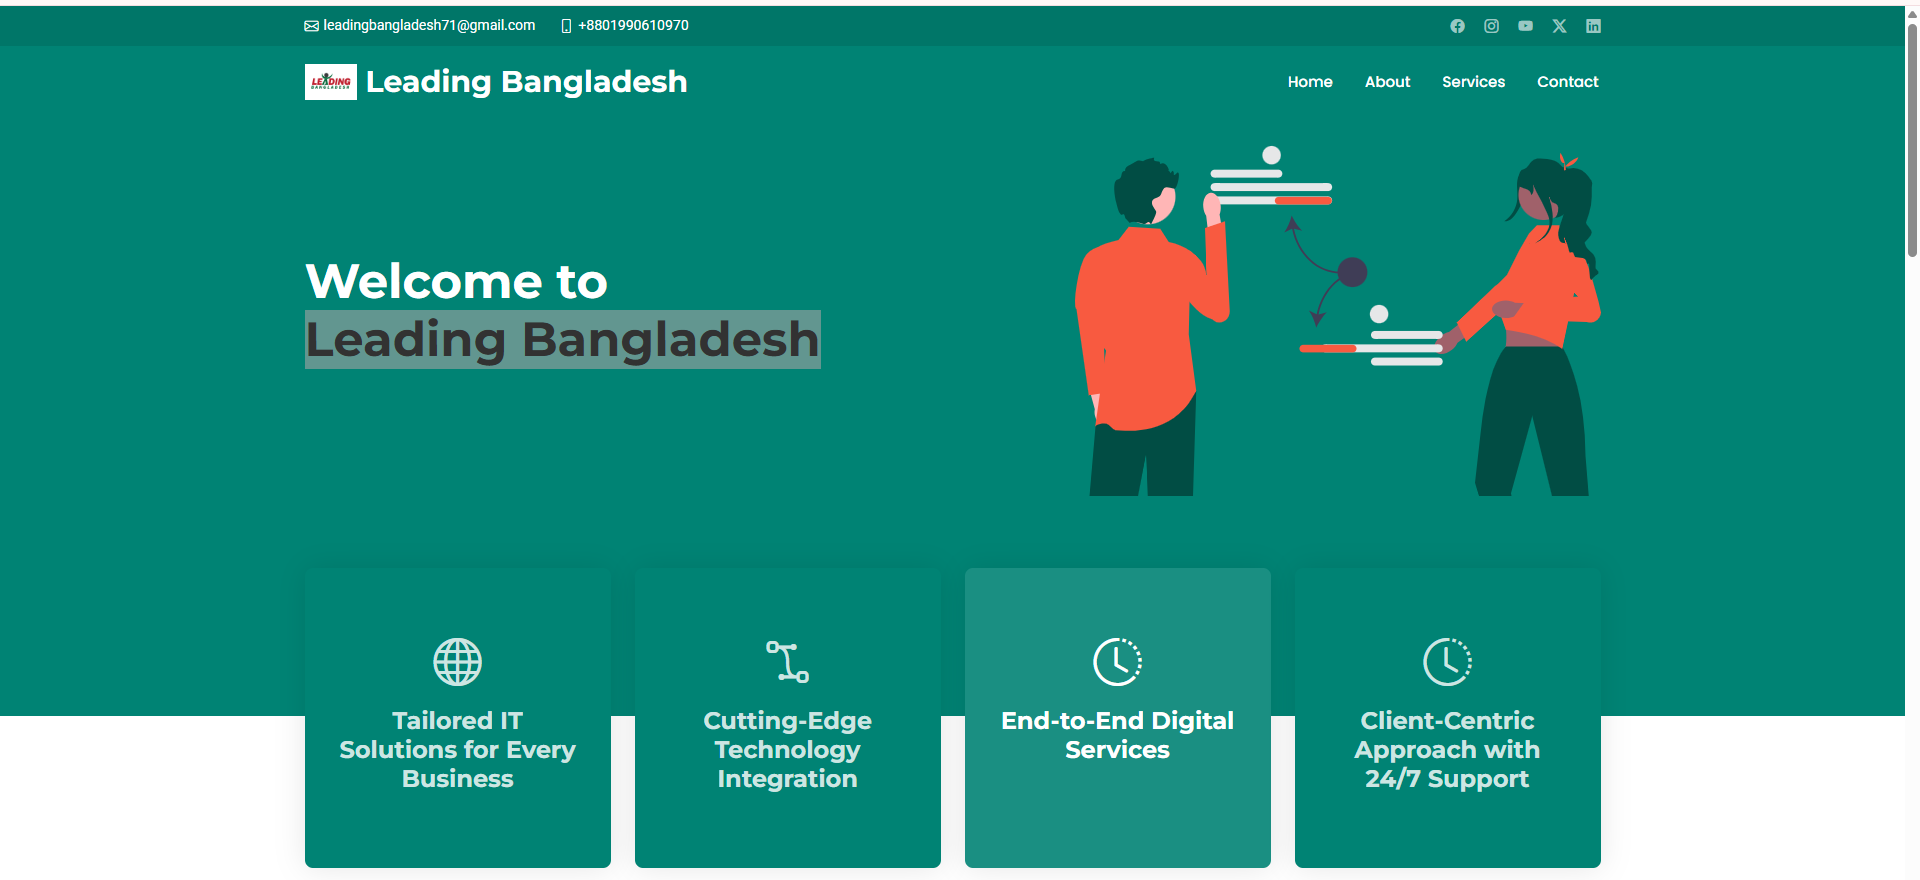 leadingbangladesh71@gmail.com +8801990610970
LEADING
BANGLADESH
Leading Bangladesh
Home About Services Contact
Welcome to
Leading Bangladesh
Tailored IT
Solutions for Every
Business
Cutting-Edge
Technology
Integration
End-to-End Digital
Services
Client-Centric
Approach with
24/7 Support